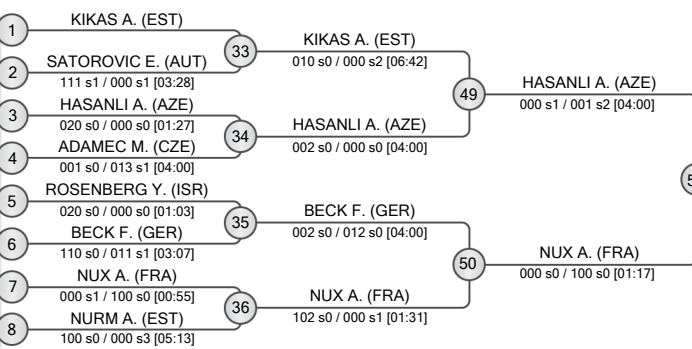 1
KIKAS A. (EST)
2
SATOROVIC E. (AUT)
111 s1 / 000 s1 [03:28]
33
KIKAS A. (EST)
010 s0 / 000 s2 [06:42]
3
HASANLI A. (AZE)
020 s0 / 000 s0 [01:27]
4
ADAMEC M. (CZE)
001 s0 / 013 s1 [04:00]
34
HASANLI A. (AZE)
002 s0 / 000 s0 [04:00]
49
HASANLI A. (AZE)
000 s1 / 001 s2 [04:00]
5
ROSENBERG Y. (ISR)
020 s0 / 000 s0 [01:03]
6
BECK F. (GER)
110 s0 / 011 s1 [03:07]
35
BECK F. (GER)
002 s0 / 012 s0 [04:00]
7
NUX A. (FRA)
000 s1 / 100 s0 [00:55]
8
NURM A. (EST)
100 s0 / 000 s3 [05:13]
36
NUX A. (FRA)
102 s0 / 000 s1 [01:31]
50
NUX A. (FRA)
000 s0 / 100 s0 [01:17]